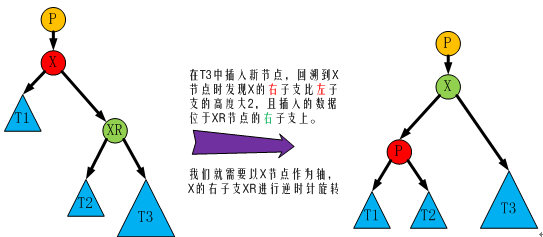 P
X
T1
XR
T2
T3
在T3中插入新节点，回溯到X
节点时发现X的右子支比左子
支的高度大2，且插入的数据
位于XR节点的右子支上。
我们就需要以X节点作为轴，
X的右子支XR进行逆时针旋转
P
X
P
T1
T2
T3